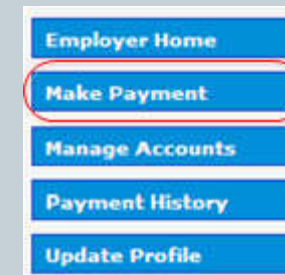 Employer Home
Make Payment
Manage Accounts
Payment History
Update Profile